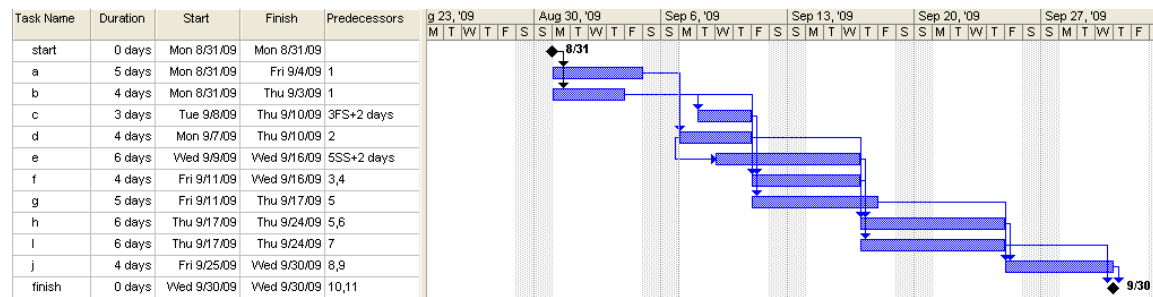 Task Name Duration Start Finish Predecessors g 23, '09 Aug 30, '09 Sep 6, '09 Sep 13, '09 Sep 20, '09 Sep 27, '09
M T W T F S S M T W T F S S M T W T F S S M T W T F S S M T W T F S S M T W T F
start 0 days Mon 8/31/09 Mon 8/31/09 8/31
a 5 days Mon 8/31/09 Fri 9/4/09 1
b 4 days Mon 8/31/09 Thu 9/3/09 1
c 3 days Tue 9/8/09 Thu 9/10/09 3FS+2 days
d 4 days Mon 9/7/09 Thu 9/10/09 2
e 6 days Wed 9/9/09 Wed 9/16/09 5SS+2 days
f 4 days Fri 9/11/09 Wed 9/16/09 3,4
g 5 days Fri 9/11/09 Thu 9/17/09 5
h 6 days Thu 9/17/09 Thu 9/24/09 5,6
I 6 days Thu 9/17/09 Thu 9/24/09 7
j 4 days Fri 9/25/09 Wed 9/30/09 8,9
finish 0 days Wed 9/30/09 Wed 9/30/09 10,11 9/30